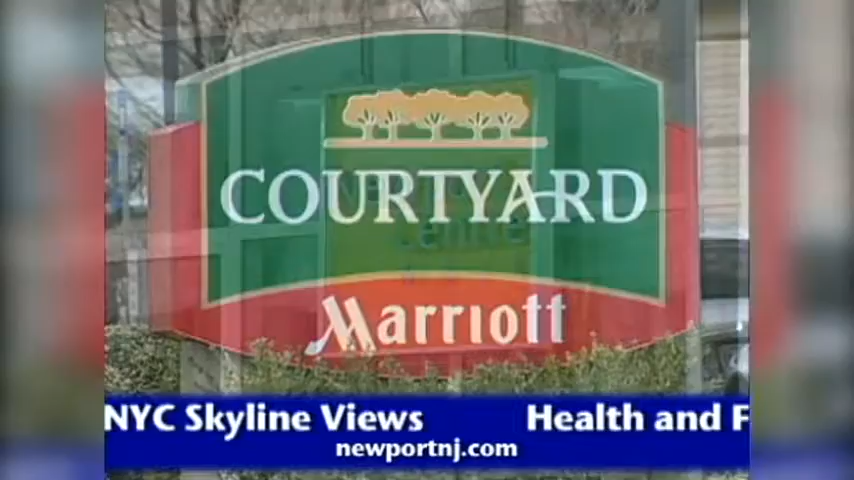 COURTYARD
Marriott
NYC Skyline Views Health and F
newportnj.com